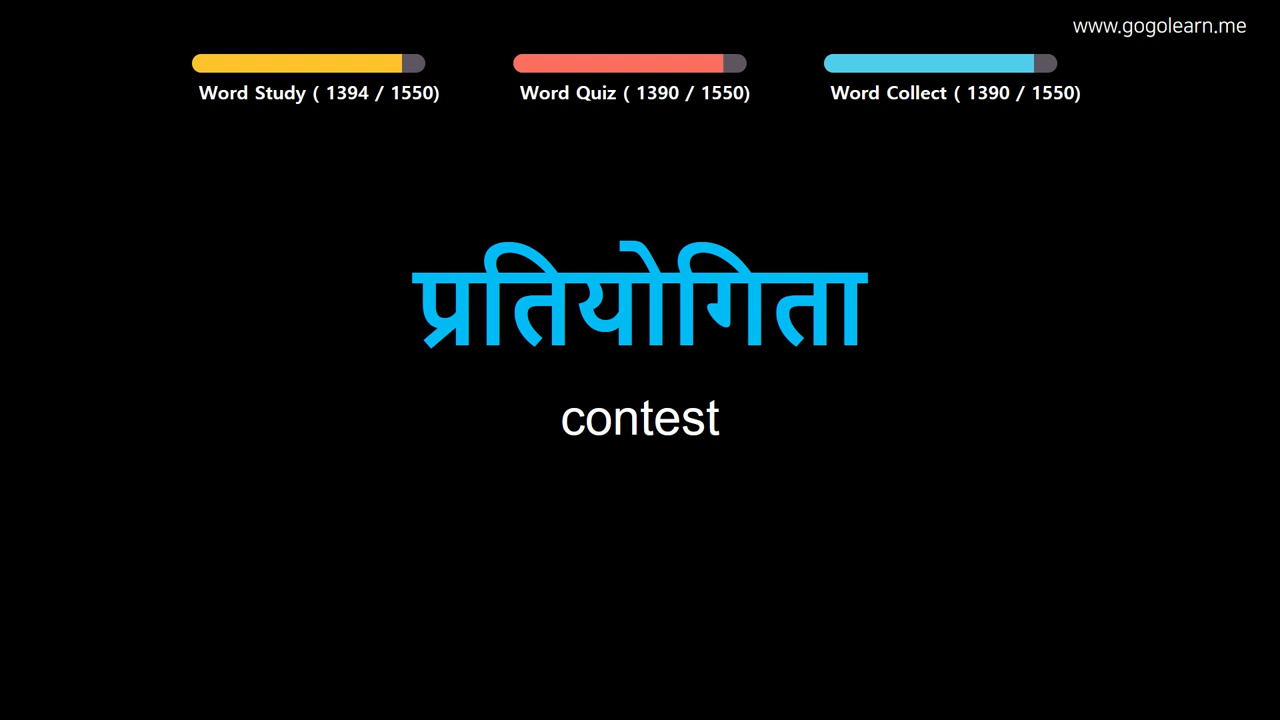 www.gogolearn.me
Word Study ( 1394 / 1550)
Word Quiz ( 1390 / 1550)
Word Collect ( 1390 / 1550)
प्रतियोगिता
contest